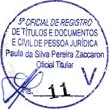 5º OFICIAL DE REGISTRO
DE TÍTULOS E DOCUMENTOS
E CIVIL DE PESSOA JURÍDICA
Paula da Silva Pereira Zaccaron
Oficial Titular
Fls. 11 V